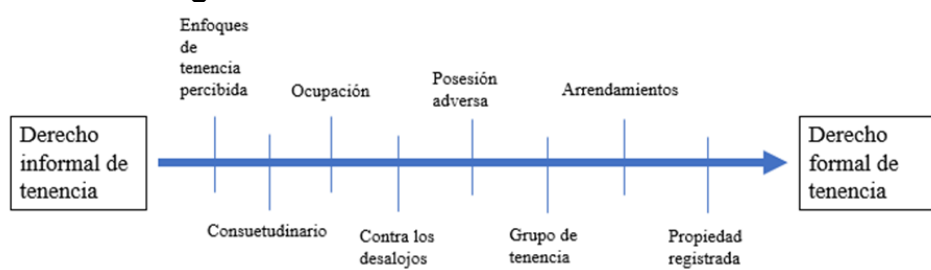 Enfoques
de
tenencia
percibida
Ocupación
Posesión
adversa
Arrendamientos
Derecho
informal de
tenencia
Derecho
formal de
tenencia
Consuetudinario
Contra los
desalojos
Grupo de
tenencia
Propiedad
registrada